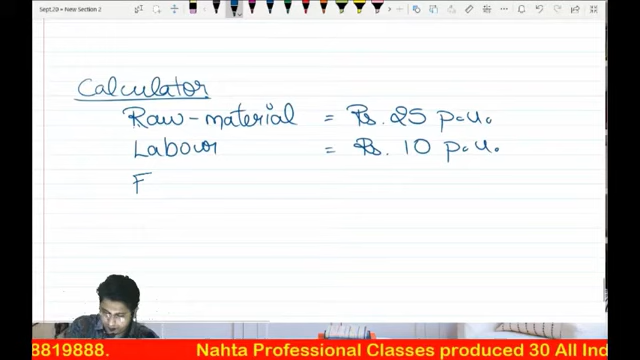 Sept.20 • New Section 2
Calculator
Raw-material = Rs. 25 p.u.
Labour = Rs. 10 p.u.
F
8819888. Nahta Professional Classes produced 30 All Ind